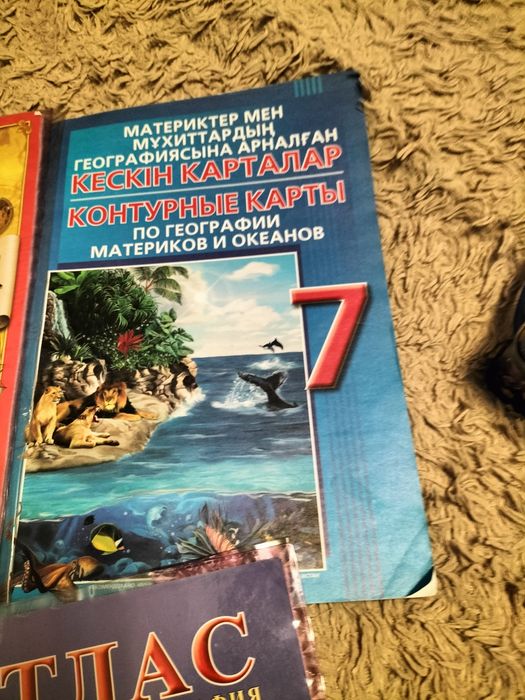 МАТЕРИКТЕР МЕН
МҰХИТТАРДЫҢ
ГЕОГРАФИЯСЫНА АРНАЛҒАН
КЕСКІН КАРТАЛАР
КОНТУРНЫЕ КАРТЫ
ПО ГЕОГРАФИИ
МАТЕРИКОВ И ОКЕАНОВ
7
ТЛАС